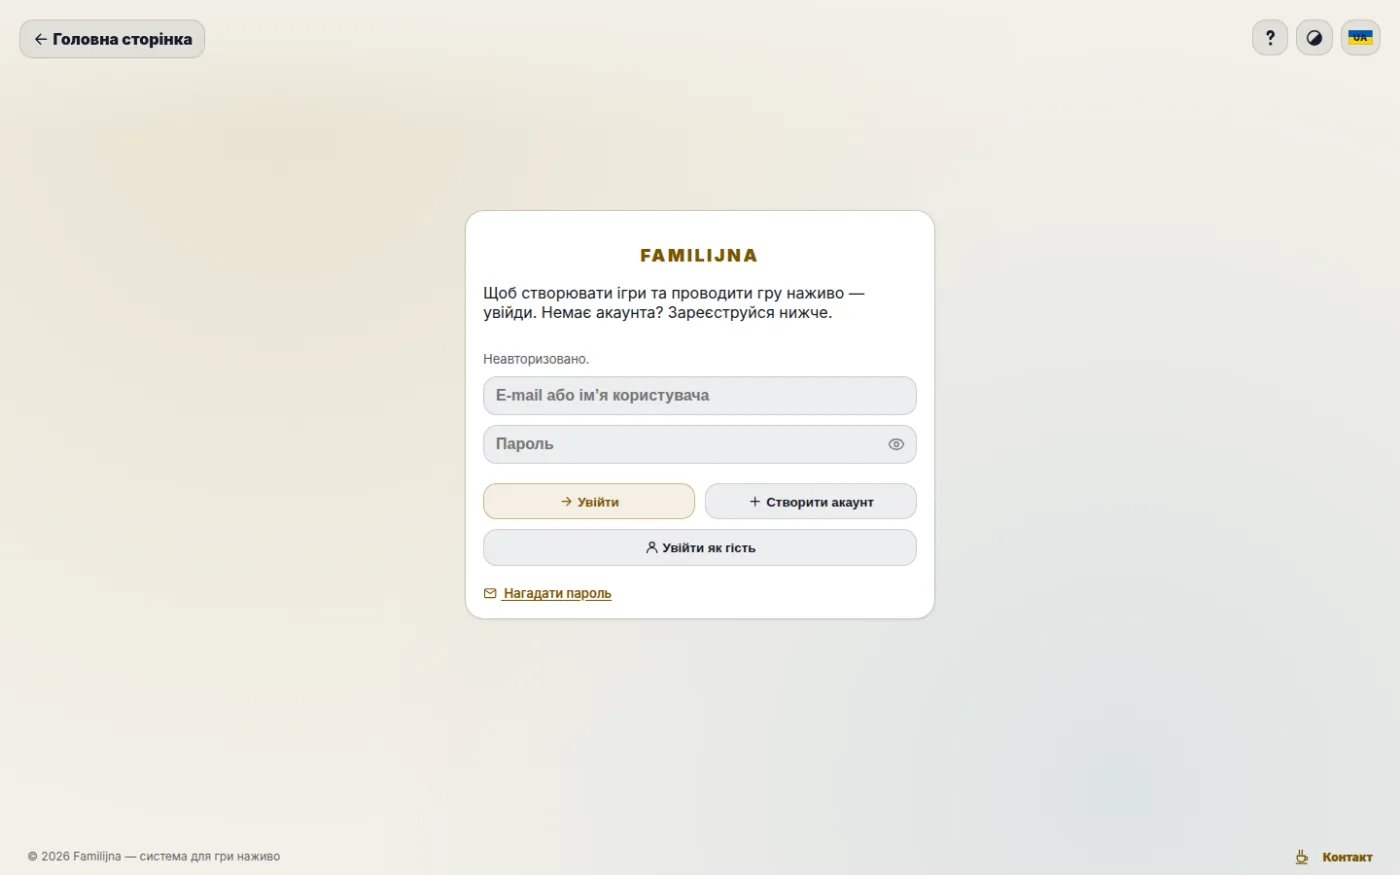 ← Головна сторінка
?
UA
FAMILIJNA
Щоб створювати ігри та проводити гру наживо —
увійди. Немає акаунта? Зареєструйся нижче.
Неавторизовано.
E-mail або ім’я користувача
Пароль
→ Увійти
+ Створити акаунт
Увійти як гість
Нагадати пароль
© 2026 Familijna — система для гри наживо
Контакт